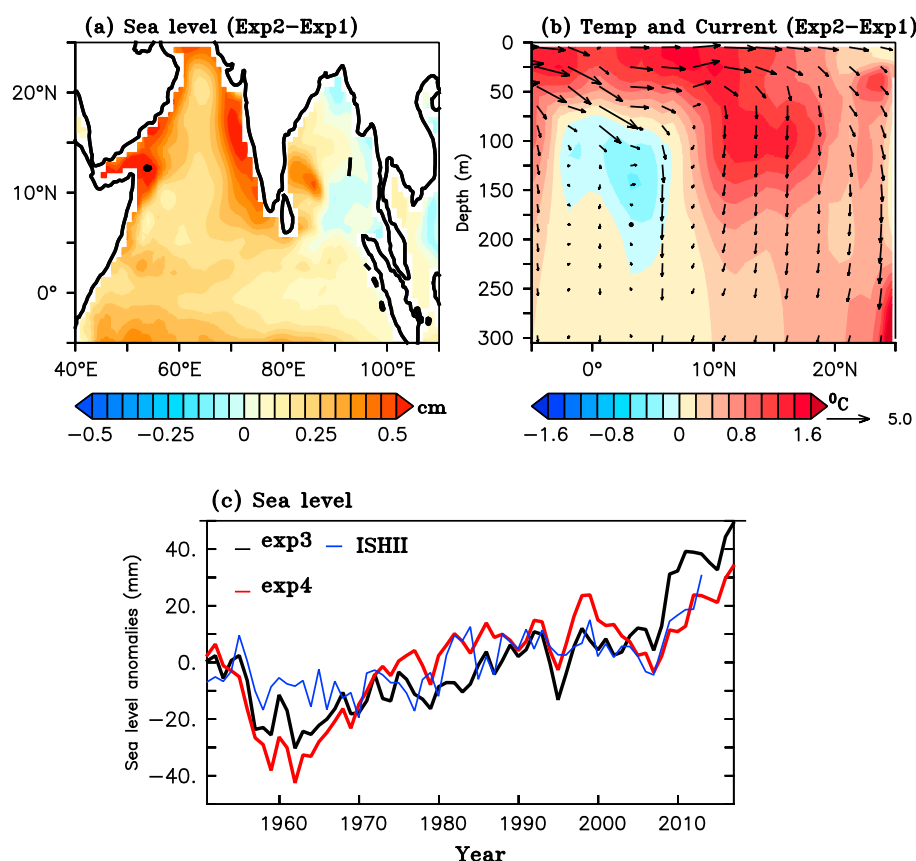 (a) Sea level (Exp2−Exp1)
20°N
10°N
0°
40°E 60°E 80°E 100°E
−0.5 −0.25 0 0.25 0.5 cm
(b) Temp and Current (Exp2−Exp1)
Depth (m)
0
50
100
150
200
250
300
0° 10°N 20°N
−1.6 −0.8 0 0.8 1.6 ⁰C 5.0
(c) Sea level
exp3 ISHII
exp4
Sea level anomalies (mm)
40.
20.
0.
−20.
−40.
1960 1970 1980 1990 2000 2010
Year